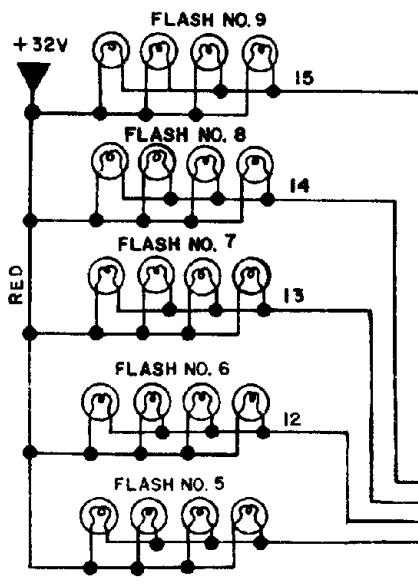 FLASH NO. 9
+32V
15
FLASH NO. 8
14
FLASH NO. 7
RED
13
FLASH NO. 6
12
FLASH NO. 5